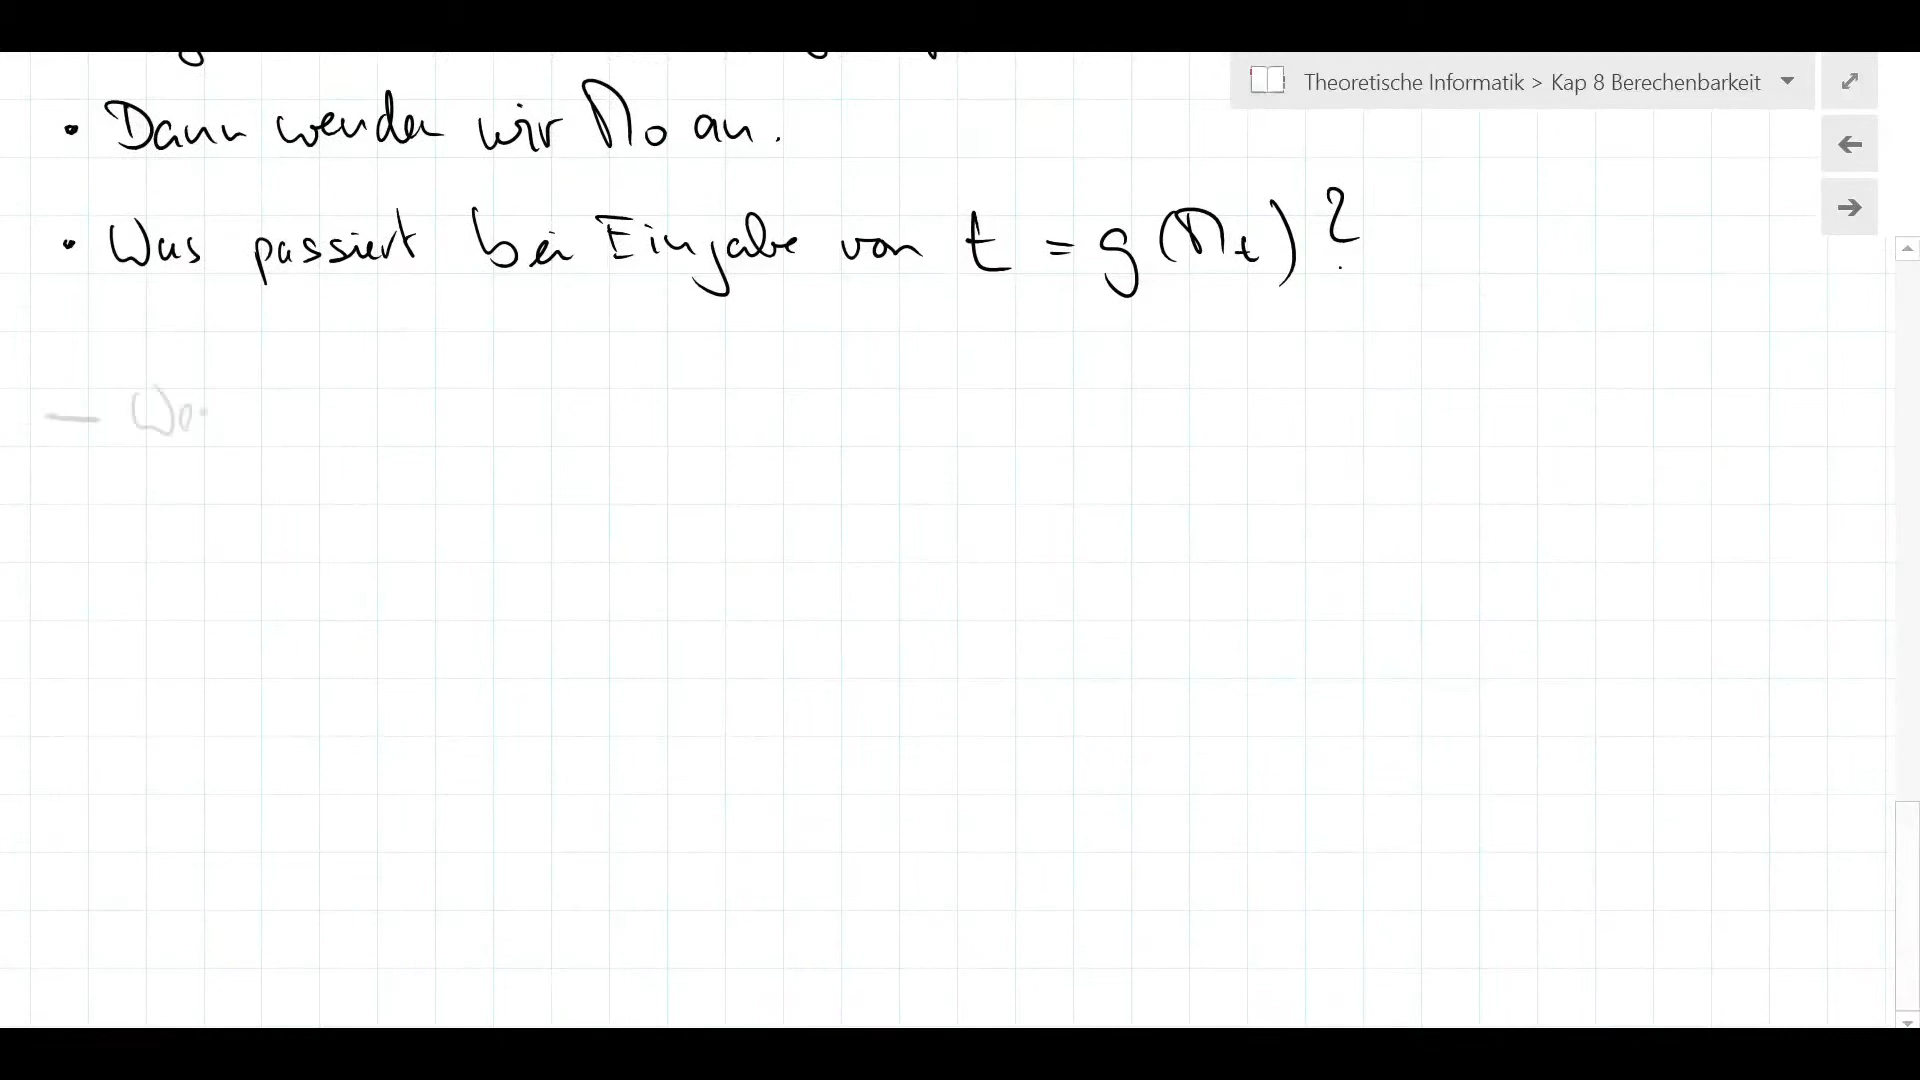 Theoretische Informatik > Kap 8 Berechenbarkeit
• Dann wenden wir M₀ an.
• Was passiert bei Eingabe von t = g(Mₜ)?